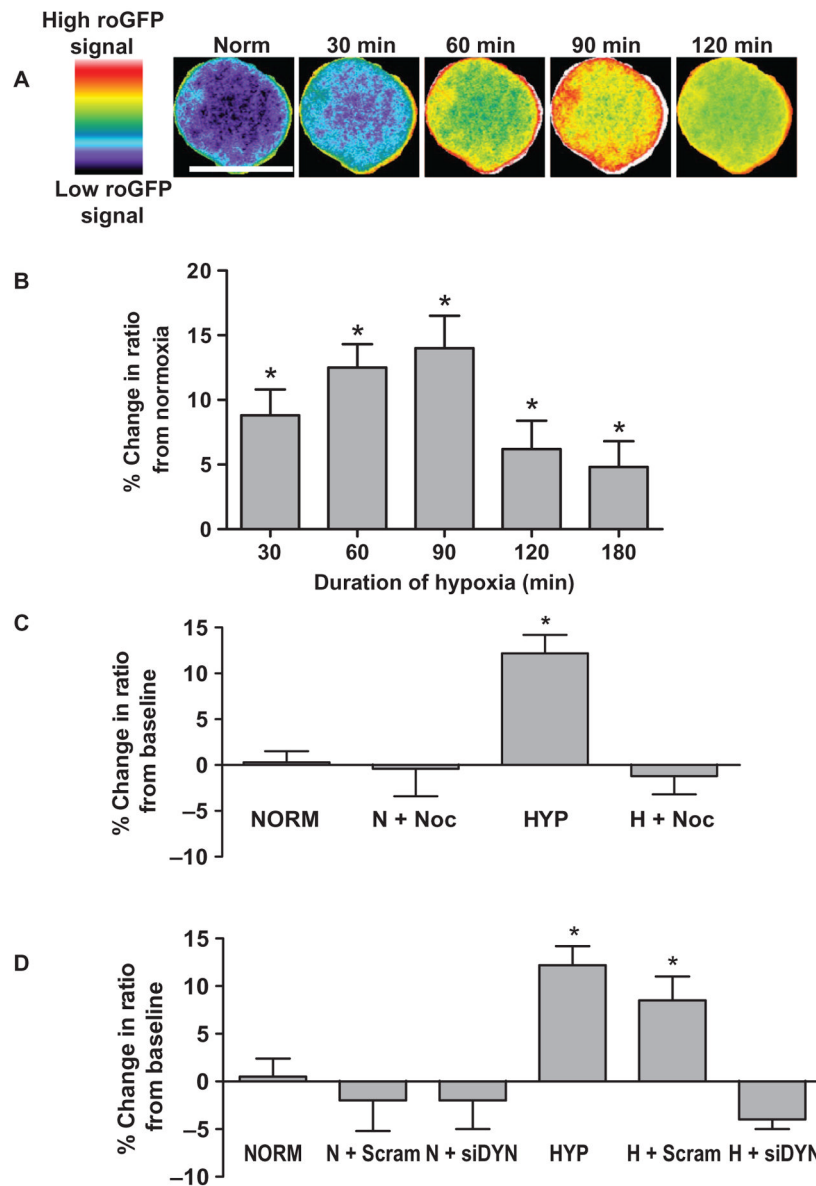 High roGFP
signal
A
Low roGFP
signal
Norm 30 min 60 min 90 min 120 min
B
% Change in ratio
from normoxia
20
15
10
5
0
* * * * *
30 60 90 120 180
Duration of hypoxia (min)
C
% Change in ratio
from baseline
15
10
5
0
–5
–10
*
NORM N + Noc HYP H + Noc
D
% Change in ratio
from baseline
15
10
5
0
–5
–10
* *
NORM N + Scram N + siDYN HYP H + Scram H + siDYN